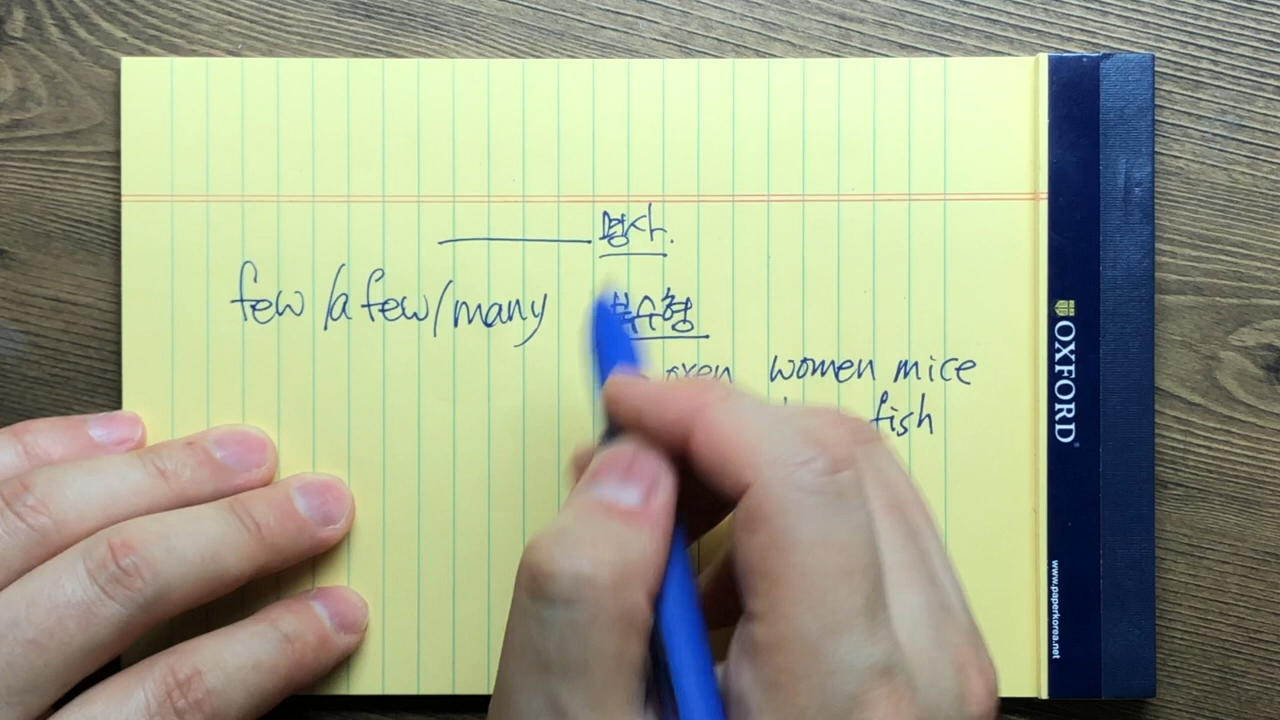 명사.
few / a few / many 복수형
oxen women mice
fish
OXFORD
www.paperkorea.net